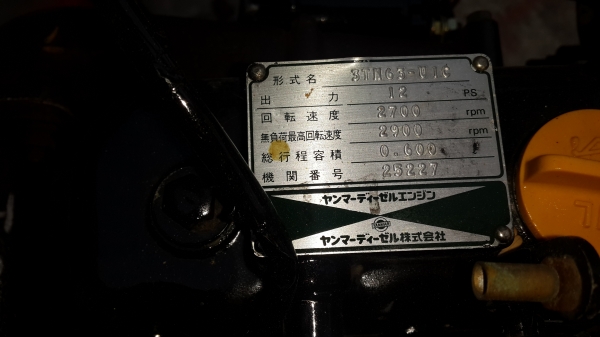 形式名 3TN63-U1C
出力 12 PS
回転速度 2700 rpm
無負荷最高回転速度 2900 rpm
総行程容積 0.600
機関番号 25227
ヤンマーディーゼルエンジン
ヤンマーディーゼル株式会社